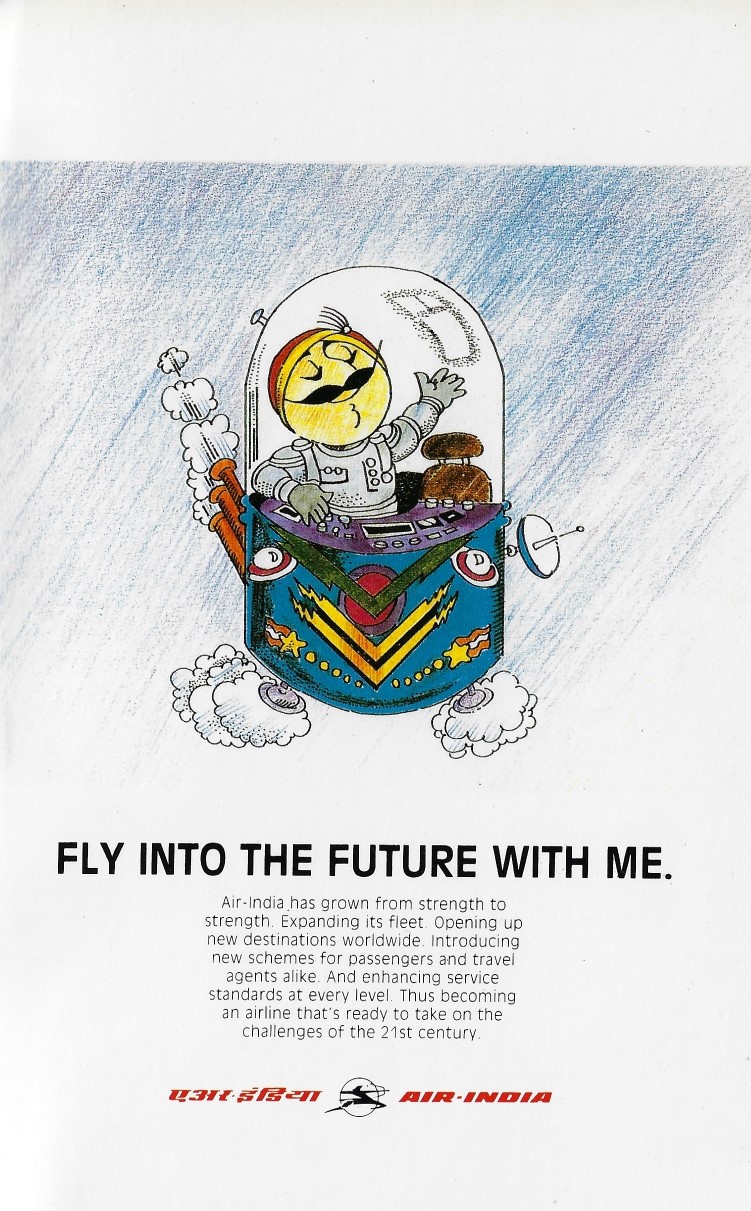 FLY INTO THE FUTURE WITH ME.
Air-India has grown from strength to
strength. Expanding its fleet. Opening up
new destinations worldwide. Introducing
new schemes for passengers and travel
agents alike. And enhancing service
standards at every level. Thus becoming
an airline that's ready to take on the
challenges of the 21st century.
एअर-इंडिया AIR-INDIA